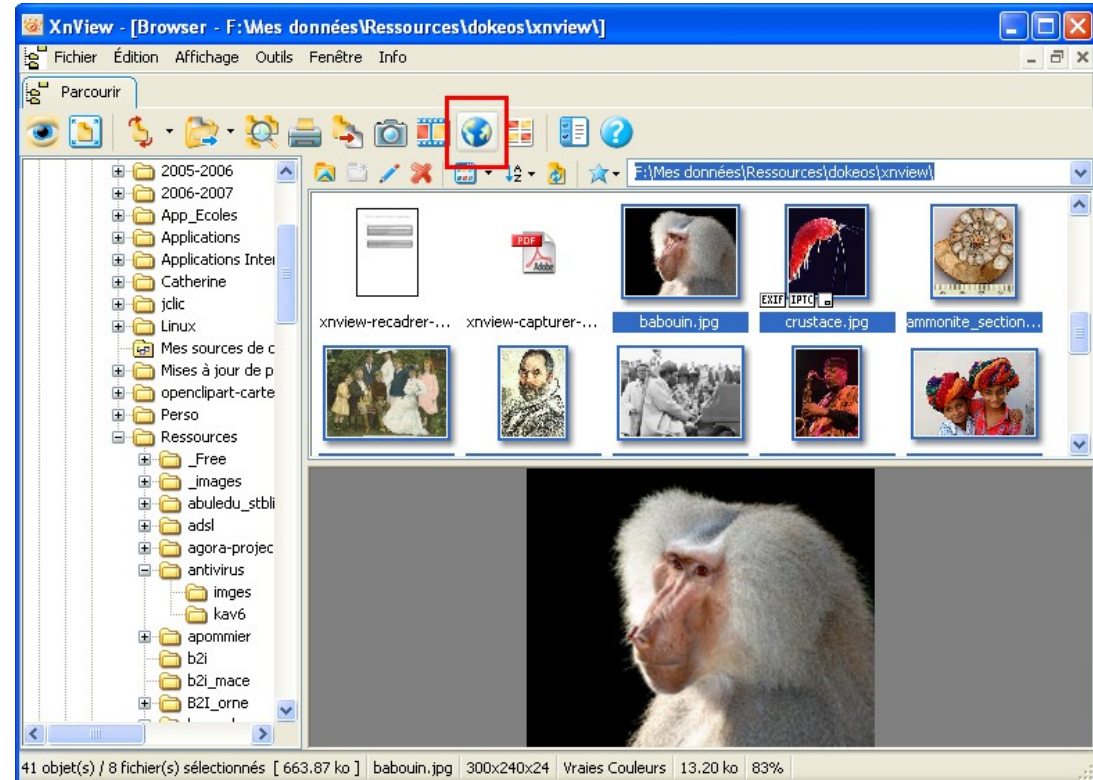 XnView - [Browser - F:\Mes données\Ressources\dokeos\xnview\]
Fichier Édition Affichage Outils Fenêtre Info
Parcourir
F:\Mes données\Ressources\dokeos\xnview\
2005-2006
2006-2007
App_Ecoles
Applications
Applications Inter
Catherine
jclic
Linux
Mes sources de c
Mises à jour de p
openclipart-carte
Perso
Ressources
_Free
_images
abuledu_stbli
adsl
agora-projec
antivirus
imges
kav6
apommier
b2i
b2i_mace
B2I_orne
PDF
Adobe
EXIF IPTC
xnview-recadrer-... xnview-capturer-... babouin.jpg crustace.jpg ammonite_section...
41 objet(s) / 8 fichier(s) sélectionnés [ 663.87 ko ] babouin.jpg 300x240x24 Vraies Couleurs 13.20 ko 83%